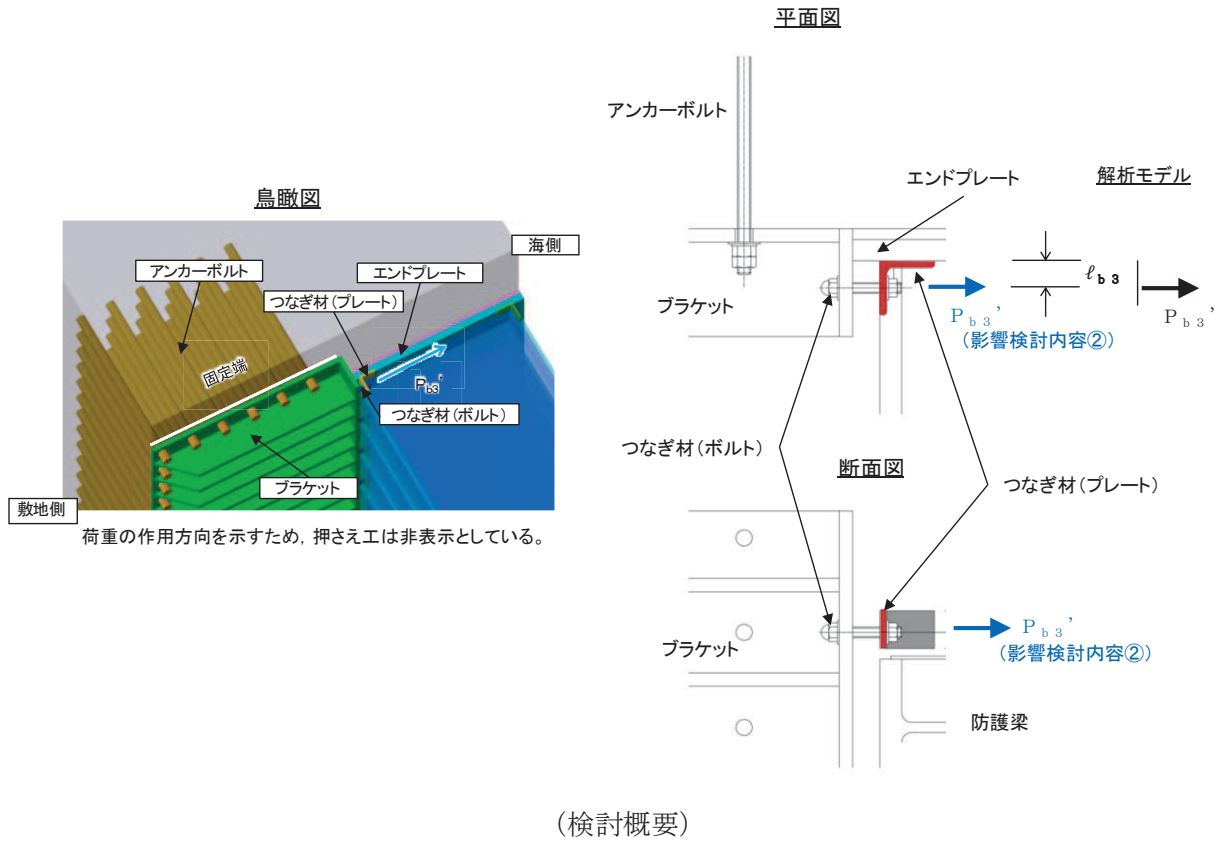 鳥瞰図
海側
アンカーボルト
エンドプレート
つなぎ材(プレート)
固定端
Pb3'
つなぎ材(ボルト)
ブラケット
敷地側
荷重の作用方向を示すため，押さえ工は非表示としている。
平面図
アンカーボルト
エンドプレート
解析モデル
ブラケット
ℓb3
Pb3'
(影響検討内容②)
Pb3'
つなぎ材(ボルト)
断面図
つなぎ材(プレート)
ブラケット
Pb3'
(影響検討内容②)
防護梁
(検討概要)